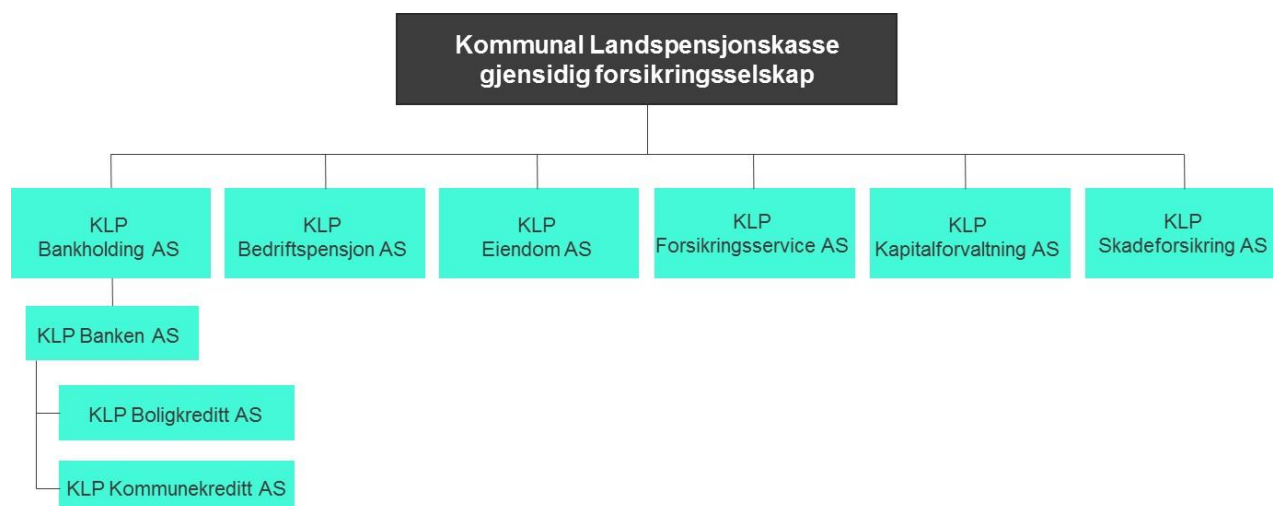 Kommunal Landspensjonskasse
gjensidig forsikringsselskap
KLP
Bankholding AS
KLP
Bedriftspensjon AS
KLP
Eiendom AS
KLP
Forsikringsservice AS
KLP
Kapitalforvaltning AS
KLP
Skadeforsikring AS
KLP Banken AS
KLP Boligkreditt AS
KLP Kommunekreditt AS